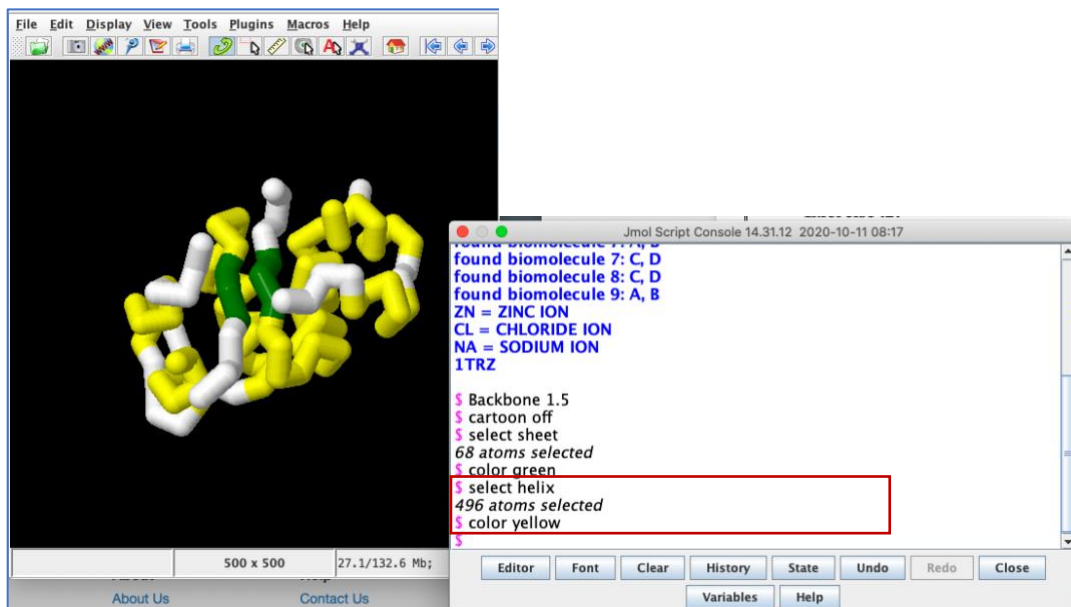 File Edit Display View Tools Plugins Macros Help
500 x 500 27.1/132.6 Mb;
About Us Contact Us
Jmol Script Console 14.31.12 2020-10-11 08:17
found biomolecule 7: A, B
found biomolecule 7: C, D
found biomolecule 8: C, D
found biomolecule 9: A, B
ZN = ZINC ION
CL = CHLORIDE ION
NA = SODIUM ION
1TRZ
$ Backbone 1.5
$ cartoon off
$ select sheet
68 atoms selected
$ color green
$ select helix
496 atoms selected
$ color yellow
$
Editor Font Clear History State Undo Redo Close
Variables Help